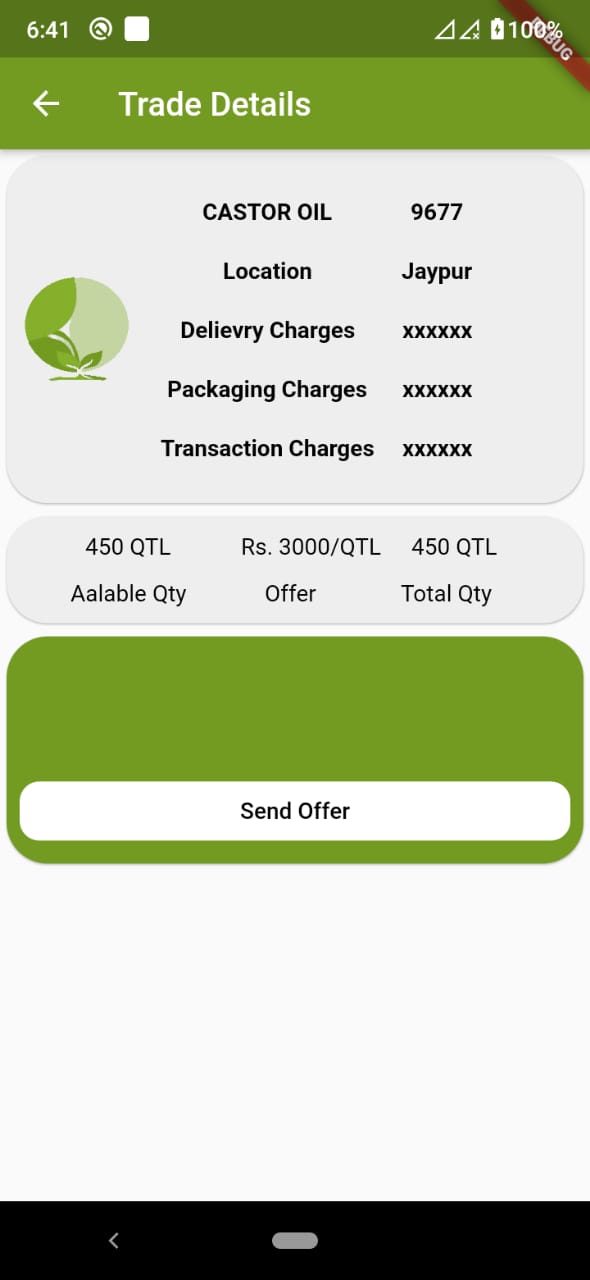 6:41 100%
DEBUG
Trade Details
CASTOR OIL 9677
Location Jaypur
Delievry Charges xxxxxx
Packaging Charges xxxxxx
Transaction Charges xxxxxx
450 QTL Rs. 3000/QTL 450 QTL
Aalable Qty Offer Total Qty
Send Offer